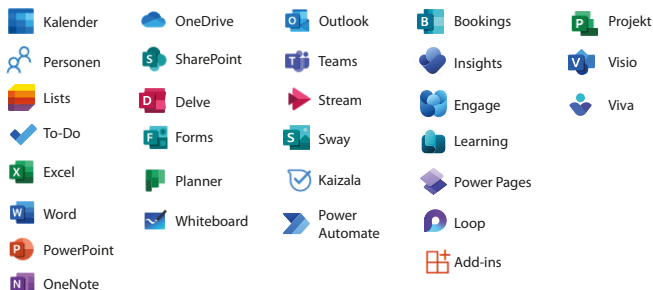 Kalender
Personen
Lists
To-Do
X Excel
W Word
P PowerPoint
N OneNote
OneDrive
S SharePoint
D Delve
F Forms
Planner
Whiteboard
O Outlook
T Teams
Stream
S Sway
Kaizala
Power
Automate
B Bookings
Insights
Engage
Learning
Power Pages
Loop
Add-ins
P Projekt
V Visio
Viva